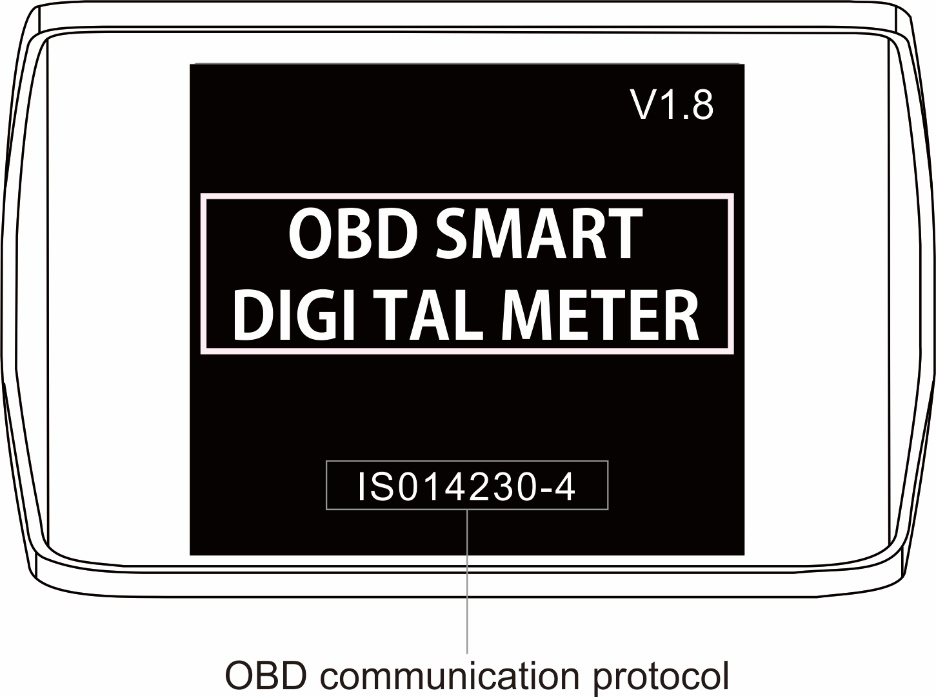 V1.8
OBD SMART
DIGI TAL METER
IS014230-4
OBD communication protocol